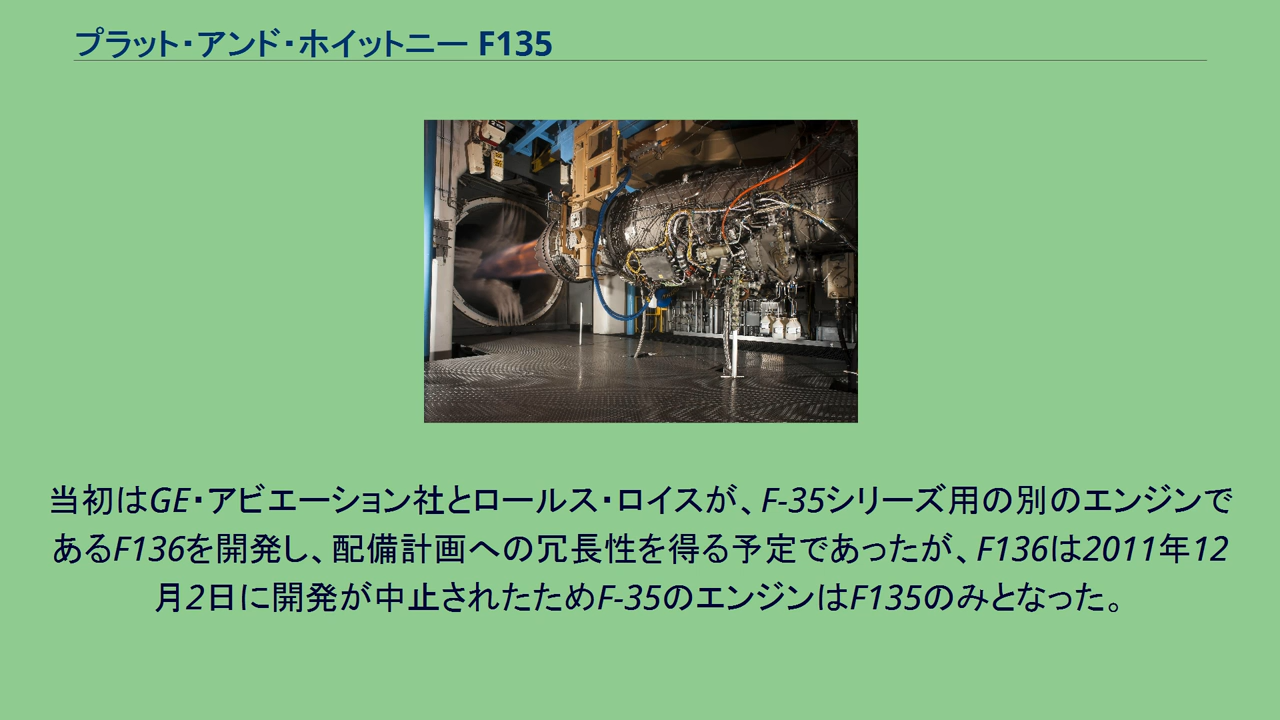 プラット・アンド・ホイットニー F135
当初はGE・アビエーション社とロールス・ロイスが、F-35シリーズ用の別のエンジンで
あるF136を開発し、配備計画への冗長性を得る予定であったが、F136は2011年12
月2日に開発が中止されたためF-35のエンジンはF135のみとなった。